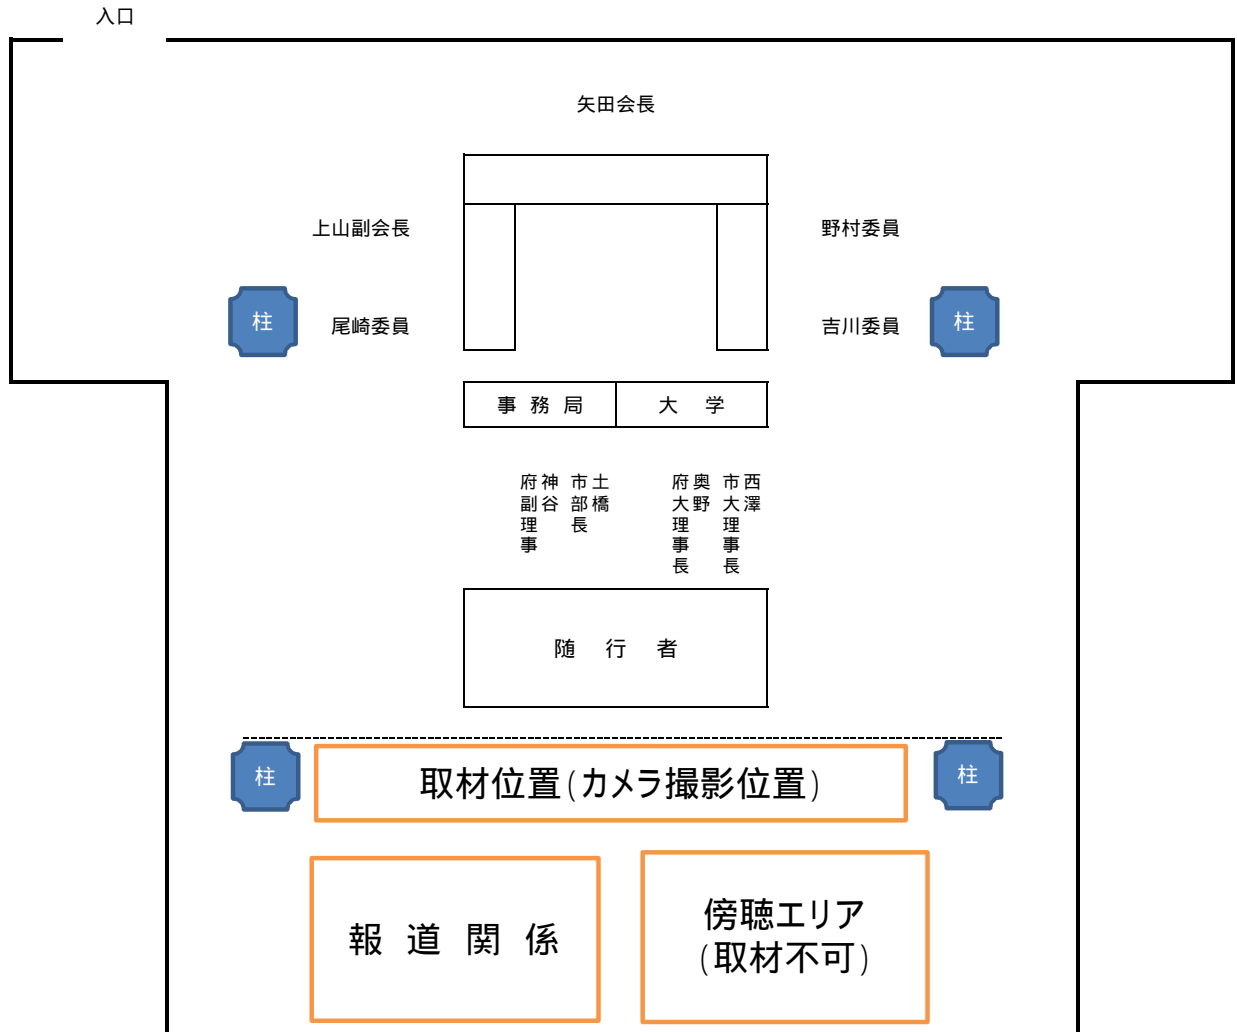 入口
矢田会長
上山副会長
野村委員
柱
尾崎委員
吉川委員
柱
事務局
大学
府副理事
神谷
市部長
土橋
府大理事長
奥野
市大理事長
西澤
随行者
柱
取材位置(カメラ撮影位置)
柱
報道関係
傍聴エリア
(取材不可)